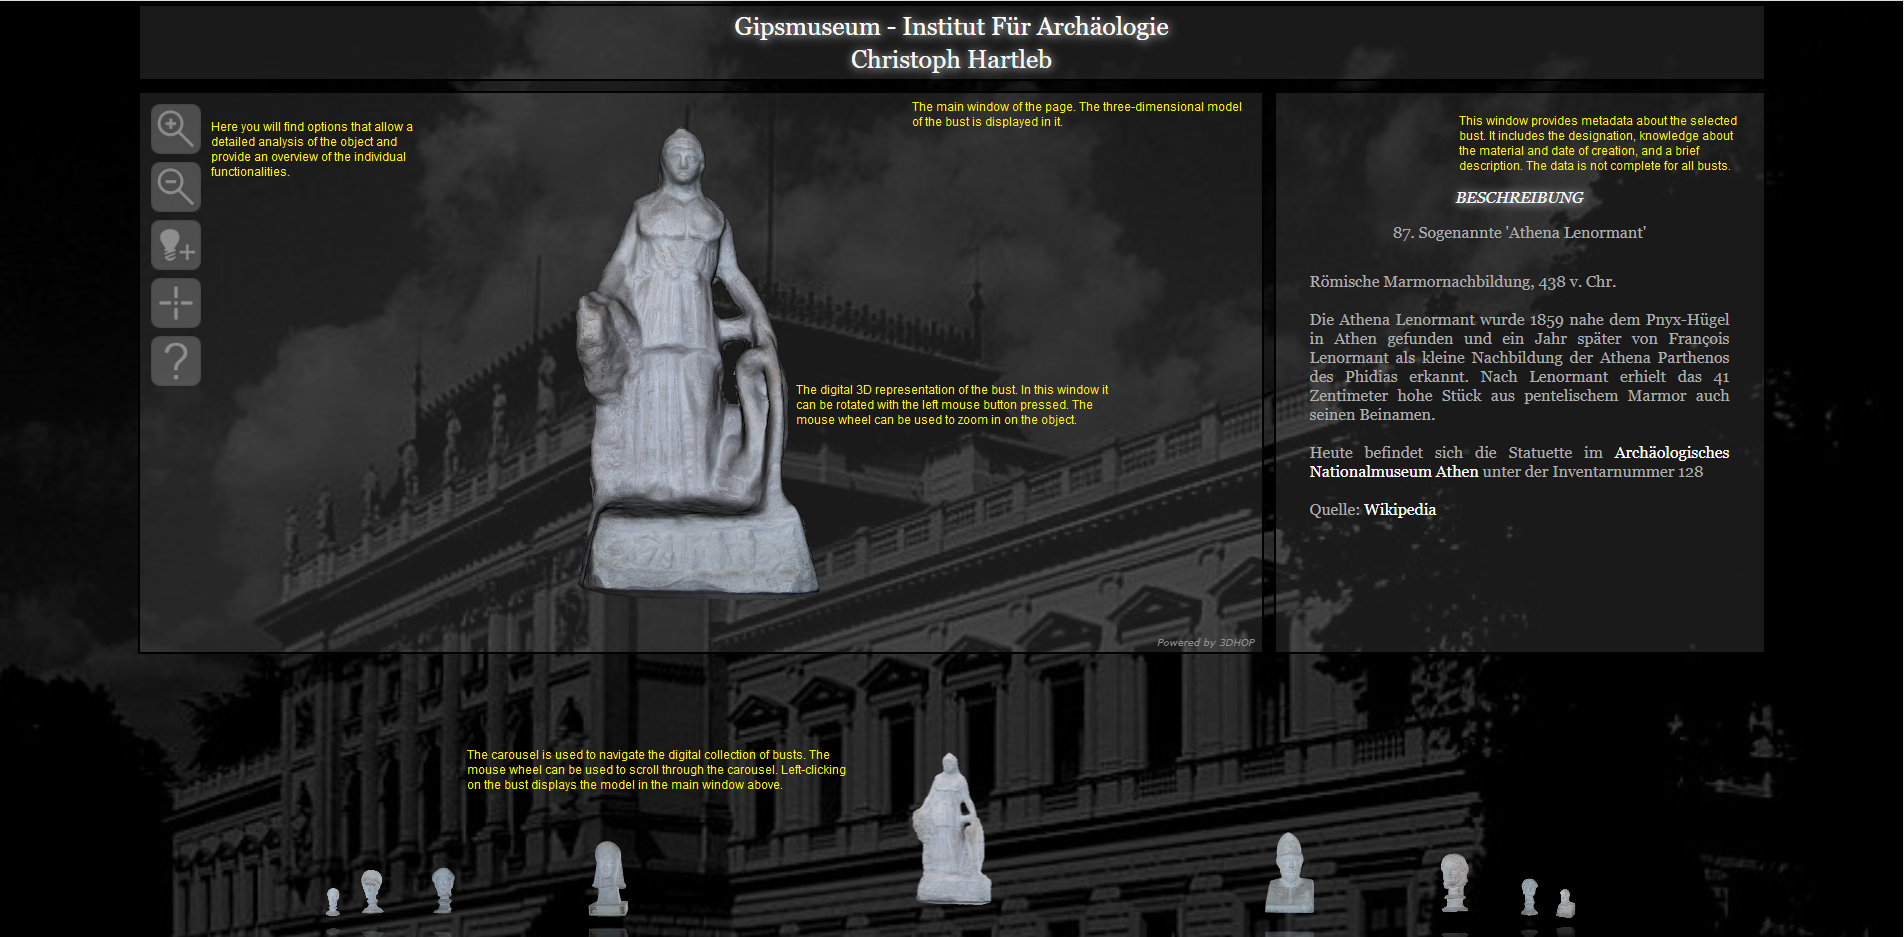 Gipsmuseum - Institut Für Archäologie
Christoph Hartleb
Here you will find options that allow a
detailed analysis of the object and
provide an overview of the individual
functionalities.
The main window of the page. The three-dimensional model
of the bust is displayed in it.
The digital 3D representation of the bust. In this window it
can be rotated with the left mouse button pressed. The
mouse wheel can be used to zoom in on the object.
Powered by 3DHOP
This window provides metadata about the selected
bust. It includes the designation, knowledge about
the material and date of creation, and a brief
description. The data is not complete for all busts.
BESCHREIBUNG
87. Sogenannte 'Athena Lenormant'
Römische Marmornachbildung, 438 v. Chr.
Die Athena Lenormant wurde 1859 nahe dem Pnyx-Hügel
in Athen gefunden und ein Jahr später von François
Lenormant als kleine Nachbildung der Athena Parthenos
des Phidias erkannt. Nach Lenormant erhielt das 41
Zentimeter hohe Stück aus pentelischem Marmor auch
seinen Beinamen.
Heute befindet sich die Statuette im Archäologisches
Nationalmuseum Athen unter der Inventarnummer 128
Quelle: Wikipedia
The carousel is used to navigate the digital collection of busts. The
mouse wheel can be used to scroll through the carousel. Left-clicking
on the bust displays the model in the main window above.